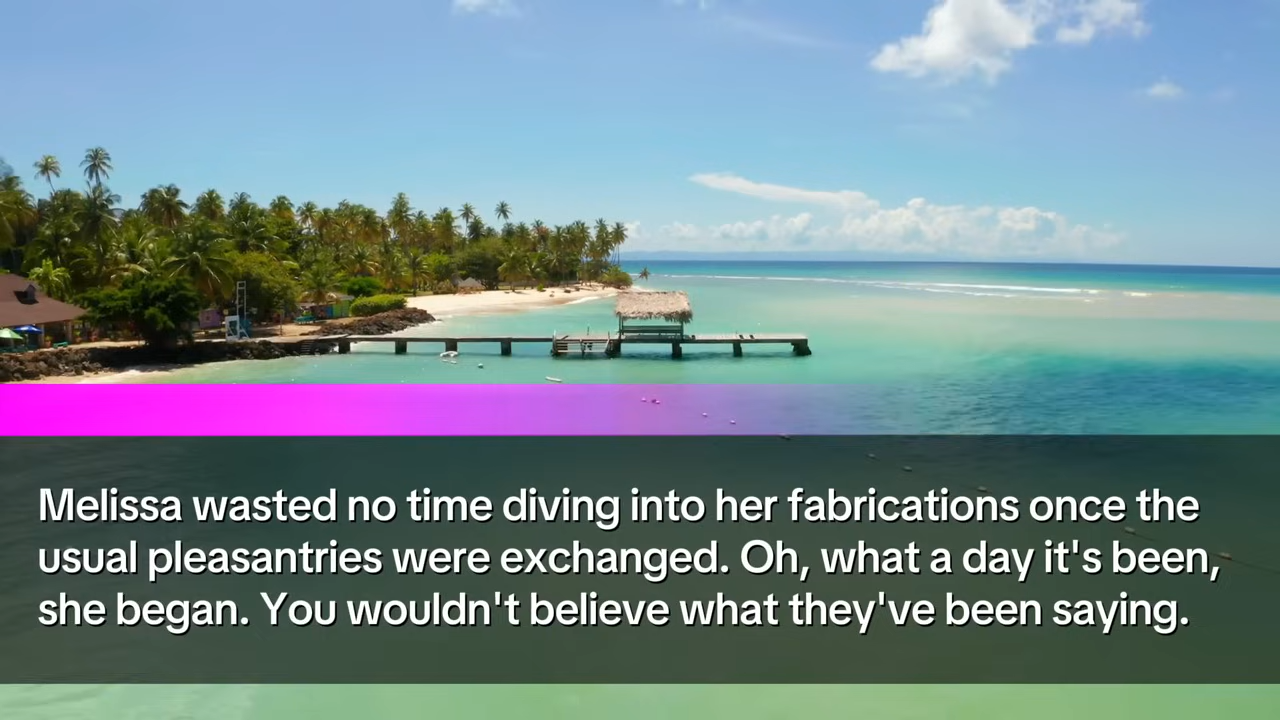 Melissa wasted no time diving into her fabrications once the
usual pleasantries were exchanged. Oh, what a day it's been,
she began. You wouldn't believe what they've been saying.